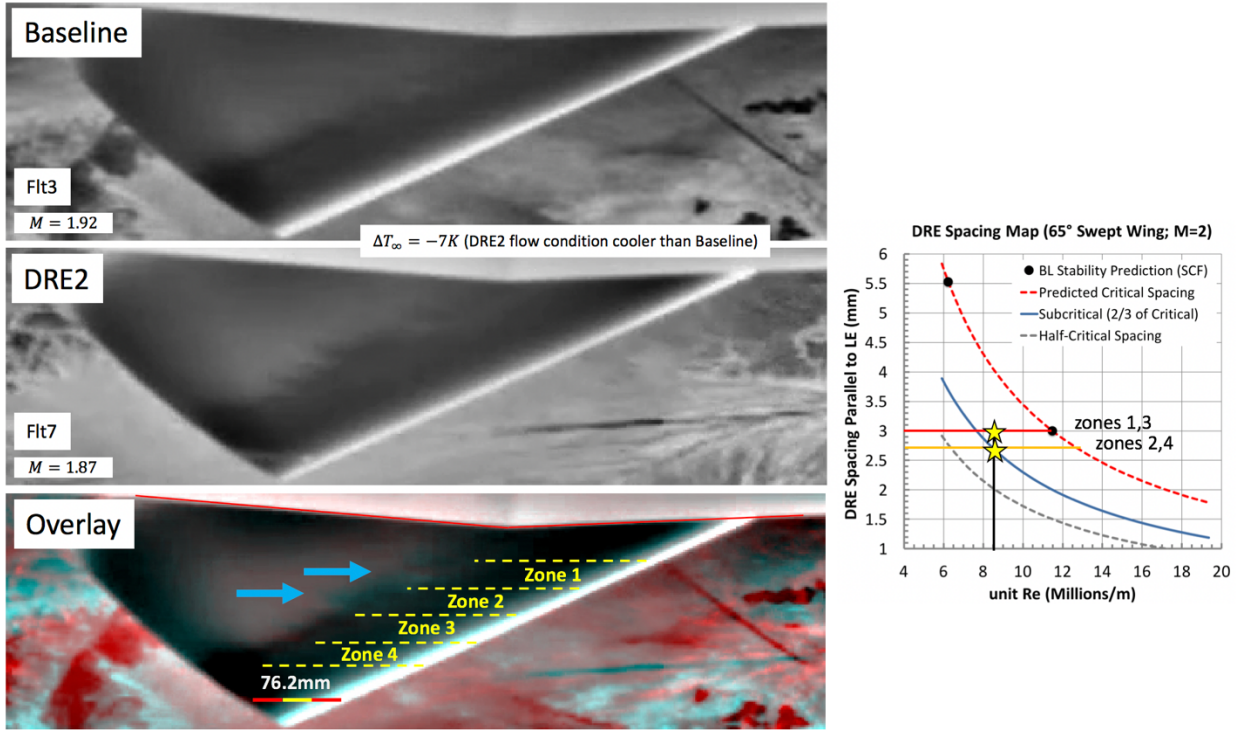 Baseline
Flt3
M = 1.92
ΔT∞ = −7K (DRE2 flow condition cooler than Baseline)
DRE2
Flt7
M = 1.87
Overlay
Zone 1
Zone 2
Zone 3
Zone 4
76.2mm
DRE Spacing Map (65° Swept Wing; M=2)
DRE Spacing Parallel to LE (mm)
6
5.5
5
4.5
4
3.5
3
2.5
2
1.5
1
BL Stability Prediction (SCF)
Predicted Critical Spacing
Subcritical (2/3 of Critical)
Half-Critical Spacing
zones 1,3
zones 2,4
4 6 8 10 12 14 16 18 20
unit Re (Millions/m)